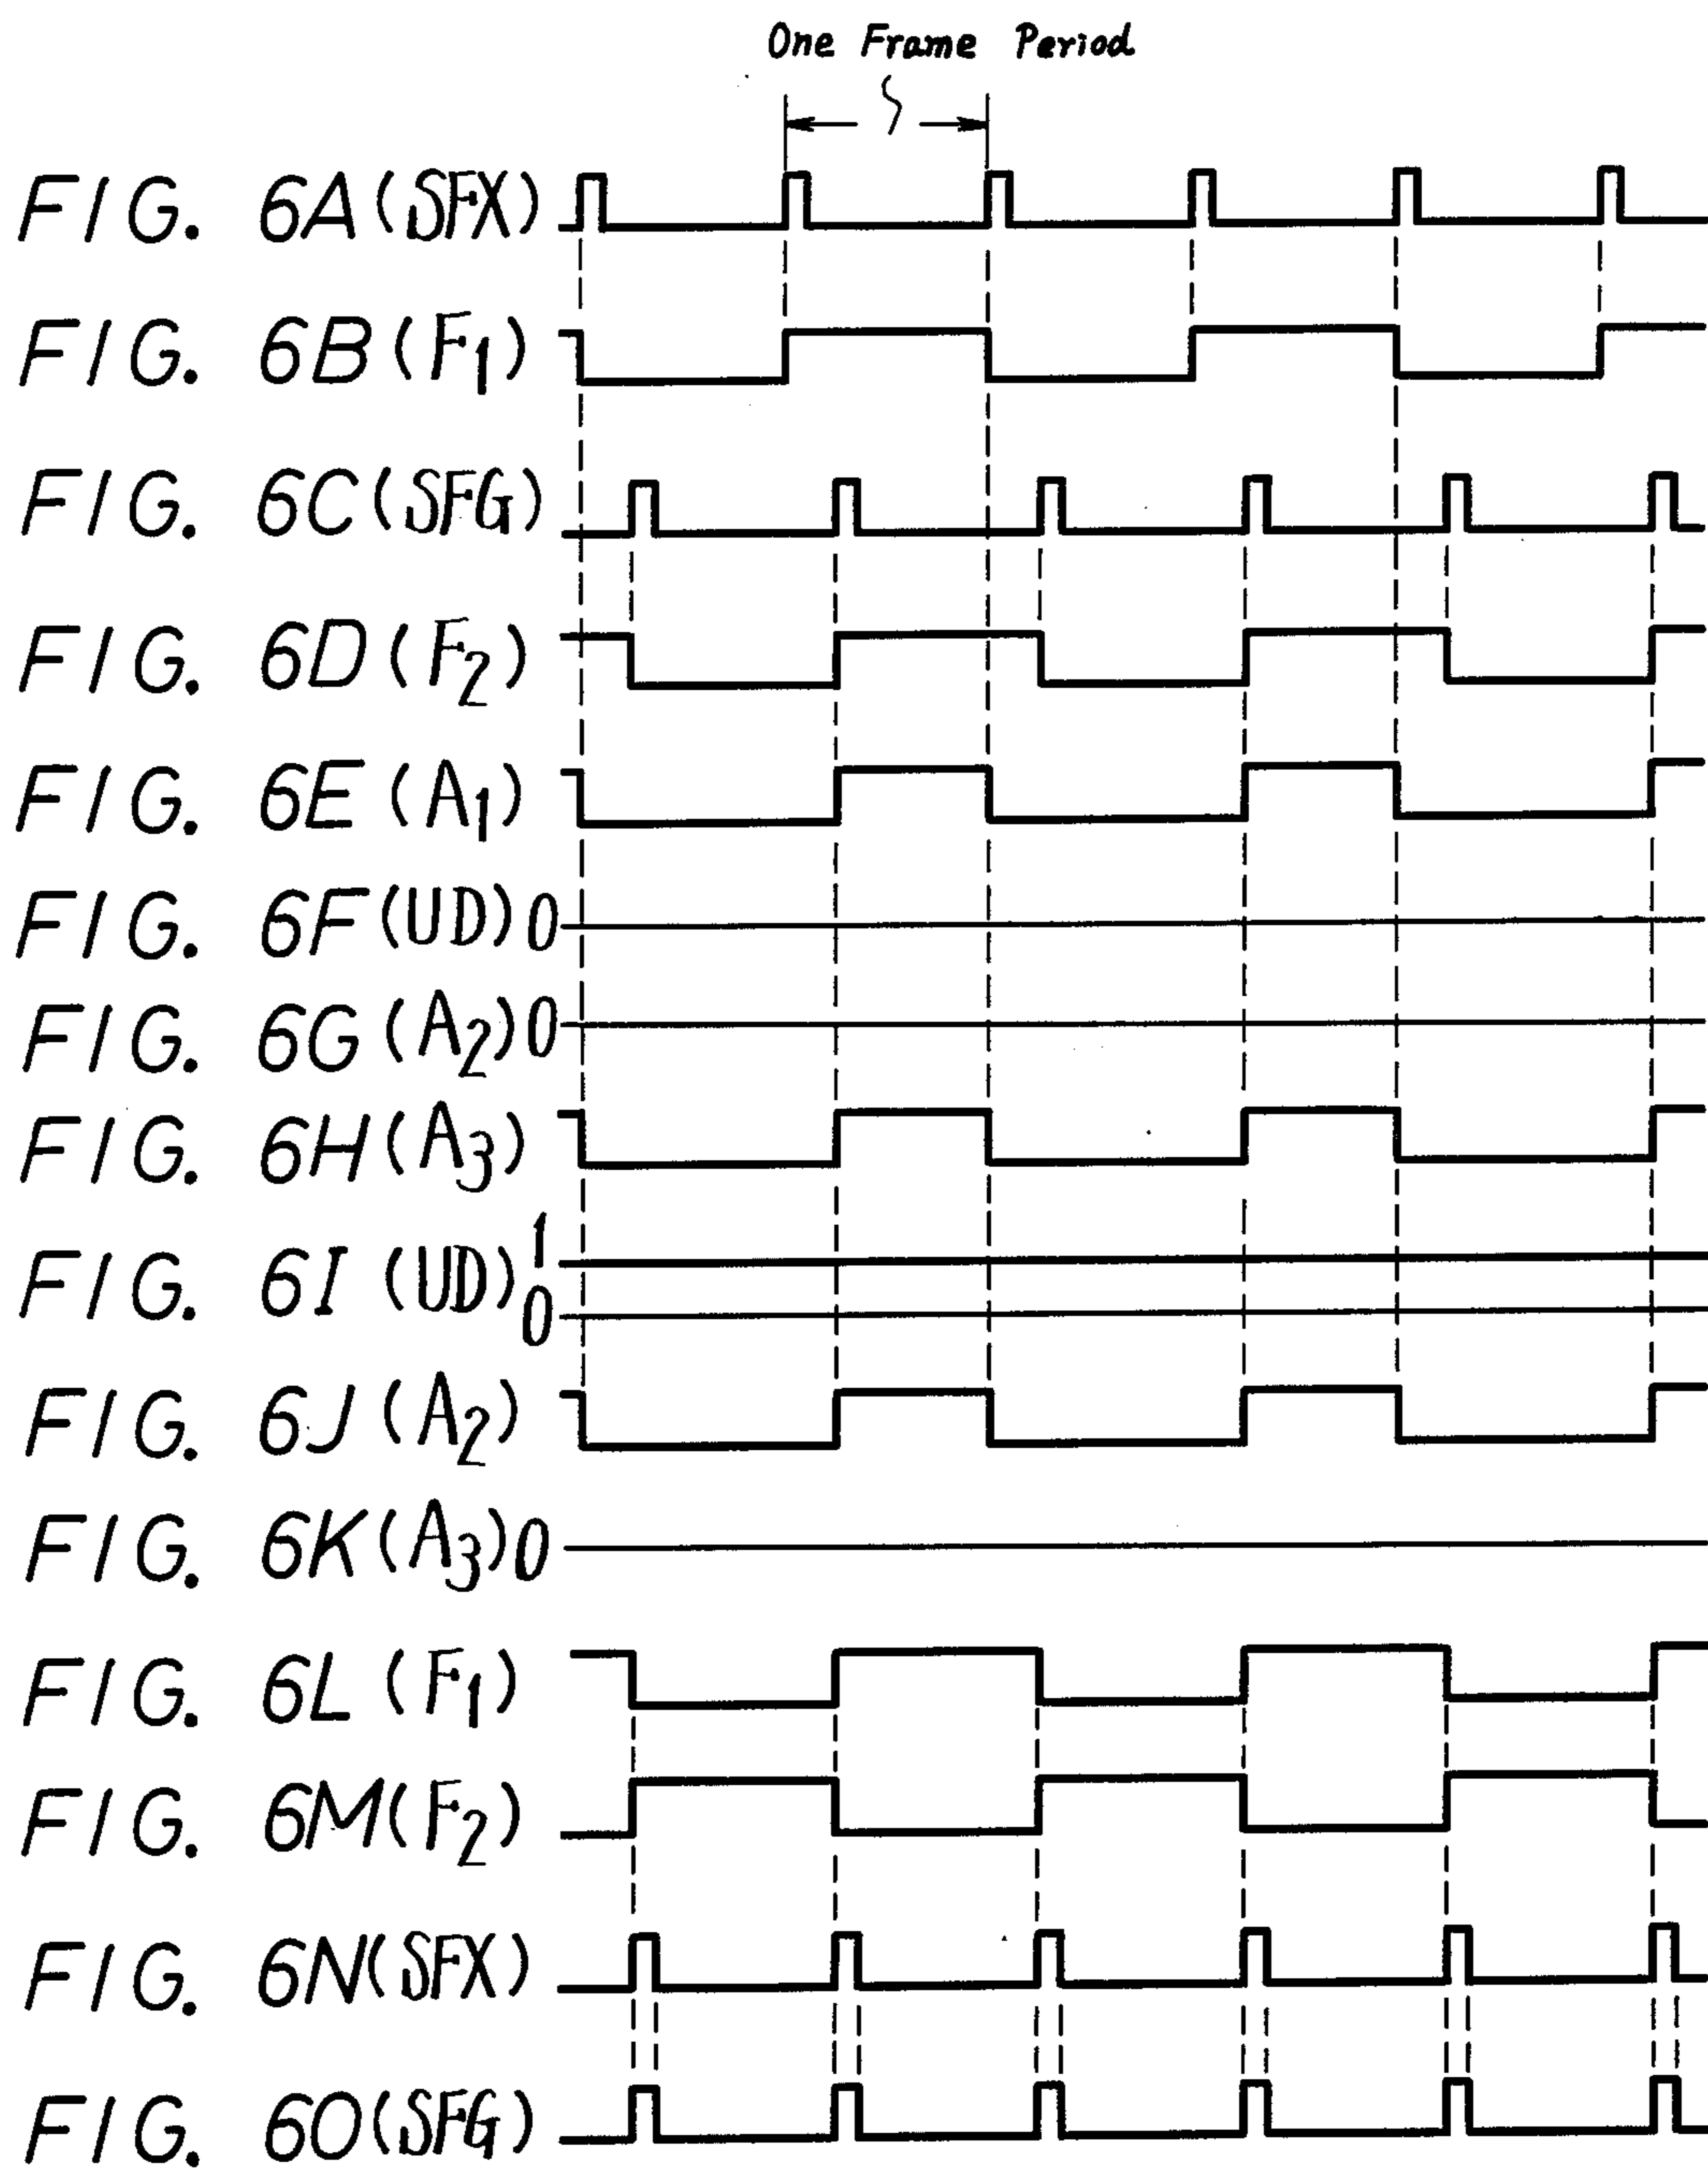 One Frame Period
FIG. 6A (SFX)
FIG. 6B (F1)
FIG. 6C (SFG)
FIG. 6D (F2)
FIG. 6E (A1)
FIG. 6F (UD) 0
FIG. 6G (A2) 0
FIG. 6H (A3)
FIG. 6I (UD) 1
0
FIG. 6J (A2)
FIG. 6K (A3) 0
FIG. 6L (F1)
FIG. 6M (F2)
FIG. 6N (SFX)
FIG. 6O (SFG)